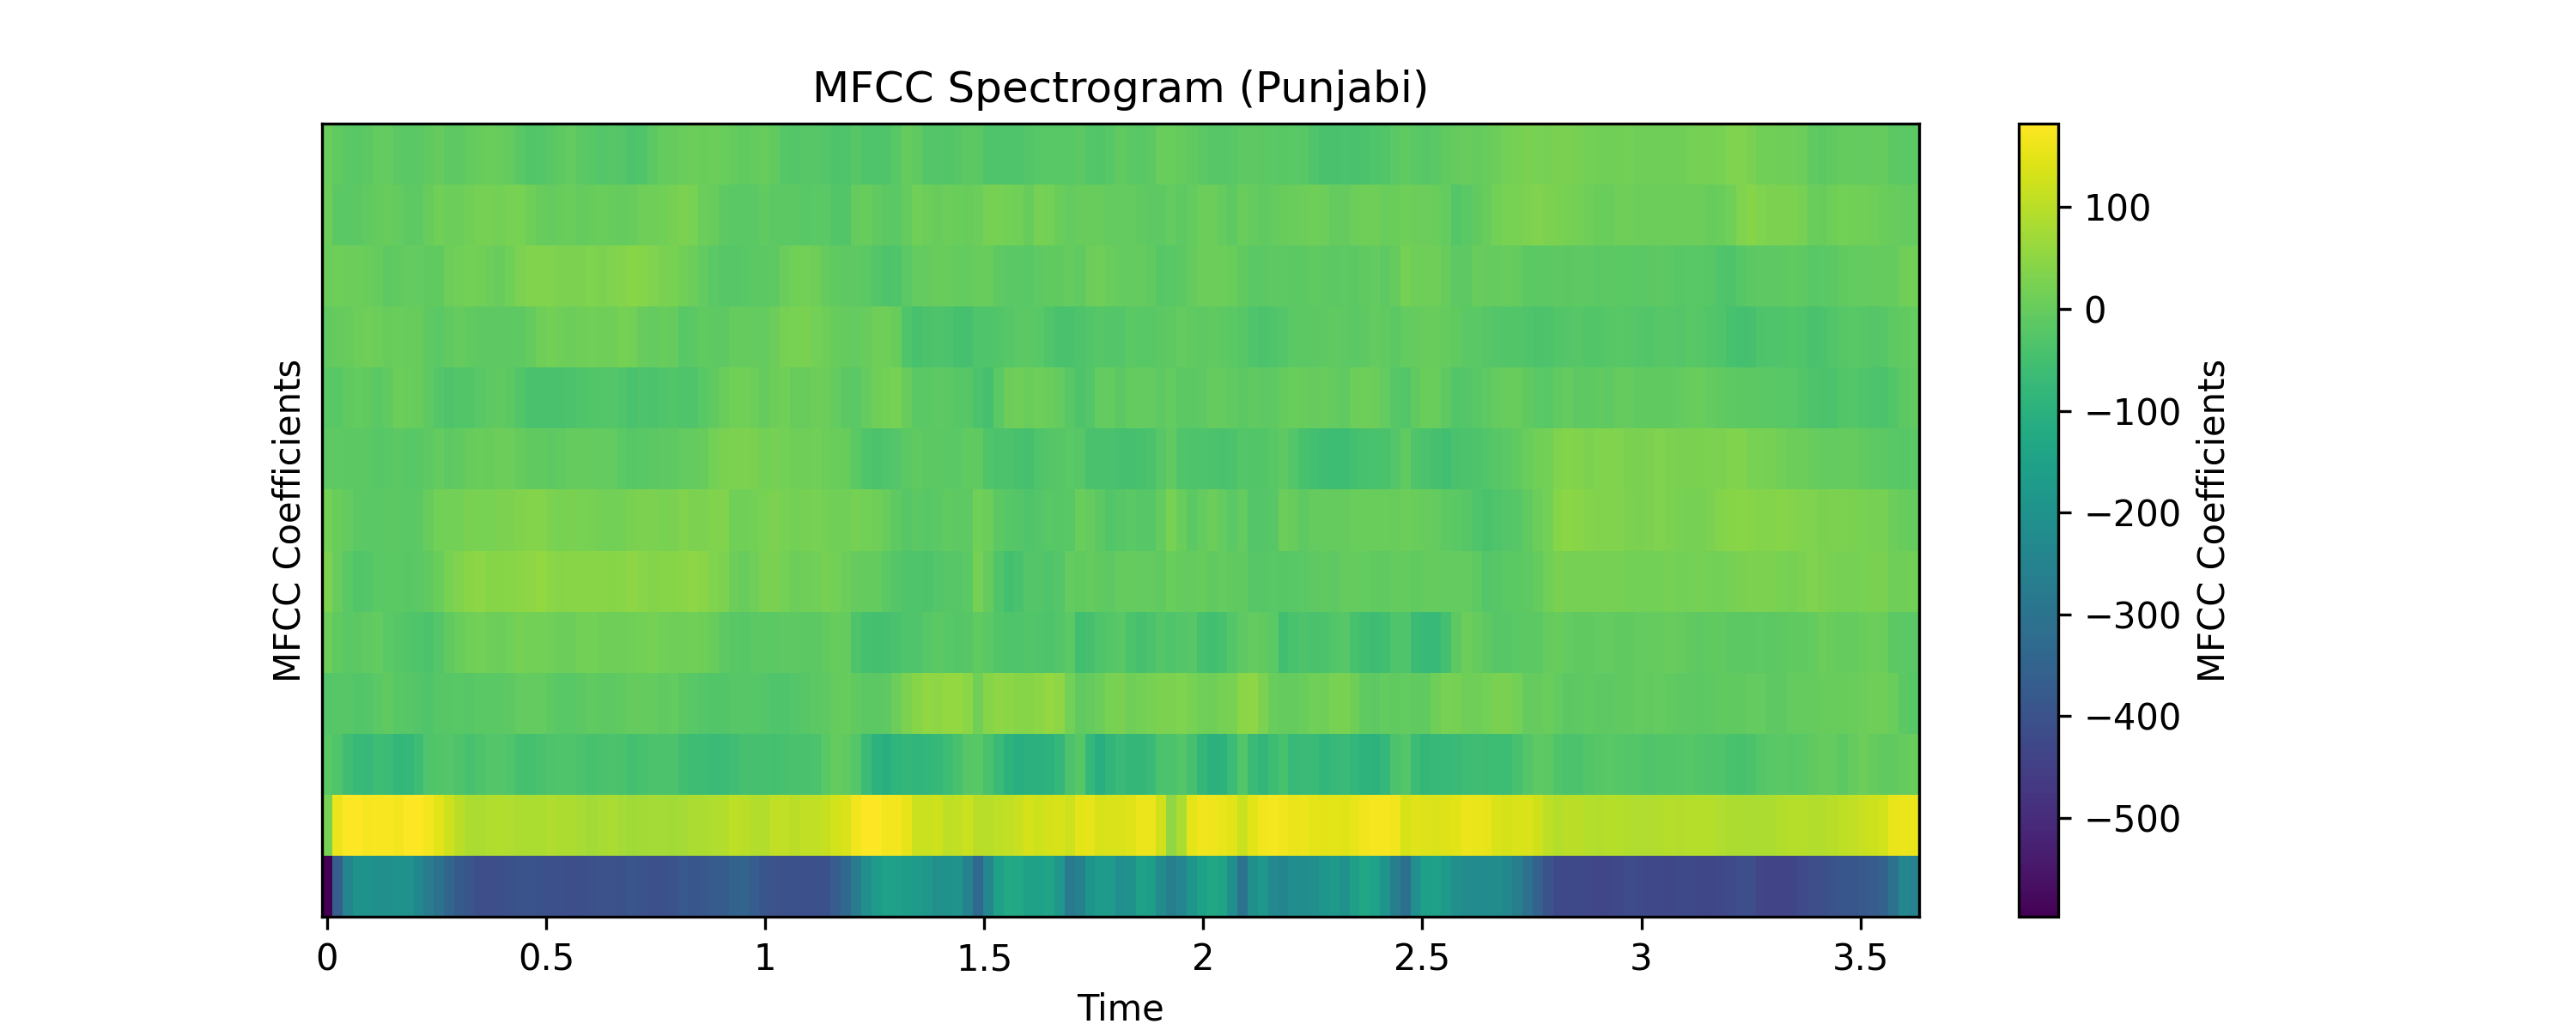 MFCC Spectrogram (Punjabi)
MFCC Coefficients
0 0.5 1 1.5 2 2.5 3 3.5
Time
100
0
−100
−200
−300
−400
−500
MFCC Coefficients